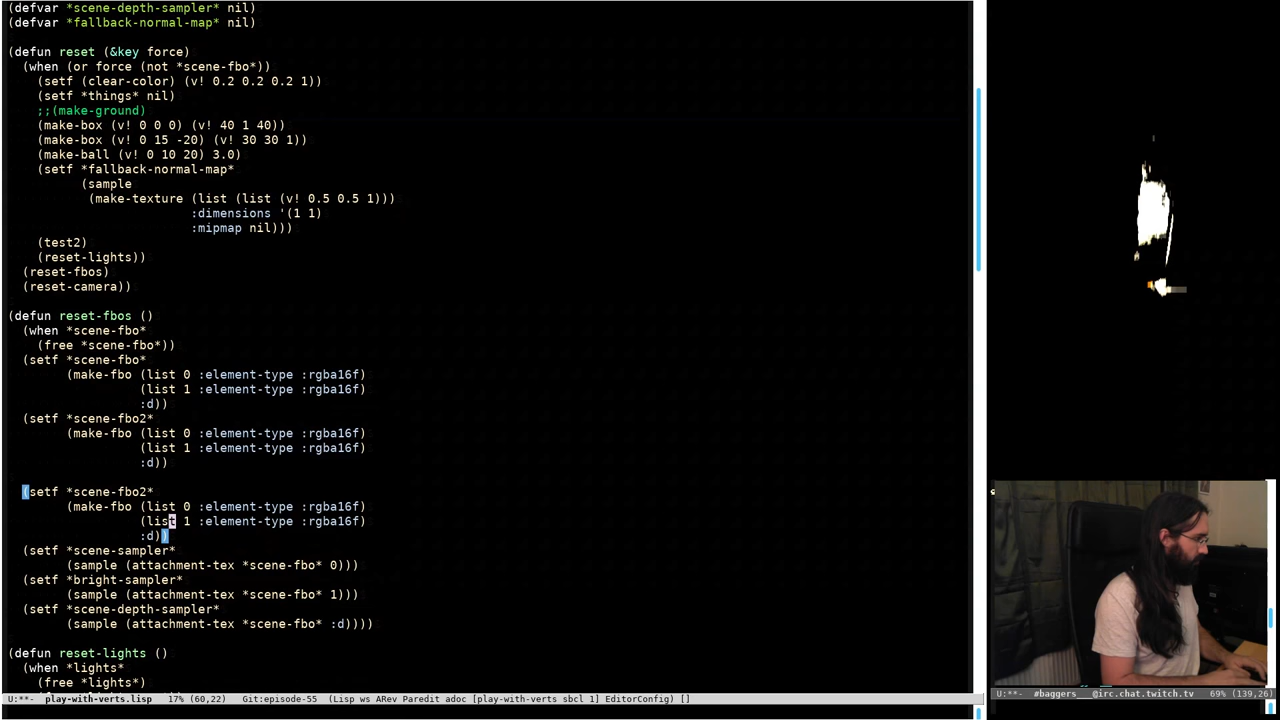 (defvar *scene-depth-sampler* nil)
(defvar *fallback-normal-map* nil)
(defun reset (&key force)
(when (or force (not *scene-fbo*))
(setf (clear-color) (v! 0.2 0.2 0.2 1))
(setf *things* nil)
;;(make-ground)
(make-box (v! 0 0 0) (v! 40 1 40))
(make-box (v! 0 15 -20) (v! 30 30 1))
(make-ball (v! 0 10 20) 3.0)
(setf *fallback-normal-map*
(sample
(make-texture (list (list (v! 0.5 0.5 1)))
:dimensions '(1 1)
:mipmap nil)))
(test2)
(reset-lights))
(reset-fbos)
(reset-camera))
(defun reset-fbos ()
(when *scene-fbo*
(free *scene-fbo*))
(setf *scene-fbo*
(make-fbo (list 0 :element-type :rgba16f)
(list 1 :element-type :rgba16f)
:d))
(setf *scene-fbo2*
(make-fbo (list 0 :element-type :rgba16f)
(list 1 :element-type :rgba16f)
:d))
(setf *scene-fbo2*
(make-fbo (list 0 :element-type :rgba16f)
(list 1 :element-type :rgba16f)
:d))
(setf *scene-sampler*
(sample (attachment-tex *scene-fbo* 0)))
(setf *bright-sampler*
(sample (attachment-tex *scene-fbo* 1)))
(setf *scene-depth-sampler*
(sample (attachment-tex *scene-fbo* :d))))
(defun reset-lights ()
(when *lights*
(free *lights*)
U:**- play-with-verts.lisp 17% (60,22) Git:episode-55 (Lisp ws ARev Paredit adoc [play-with-verts sbcl 1] EditorConfig) []
U:**- #baggers___@irc.chat.twitch.tv 69% (139,26)